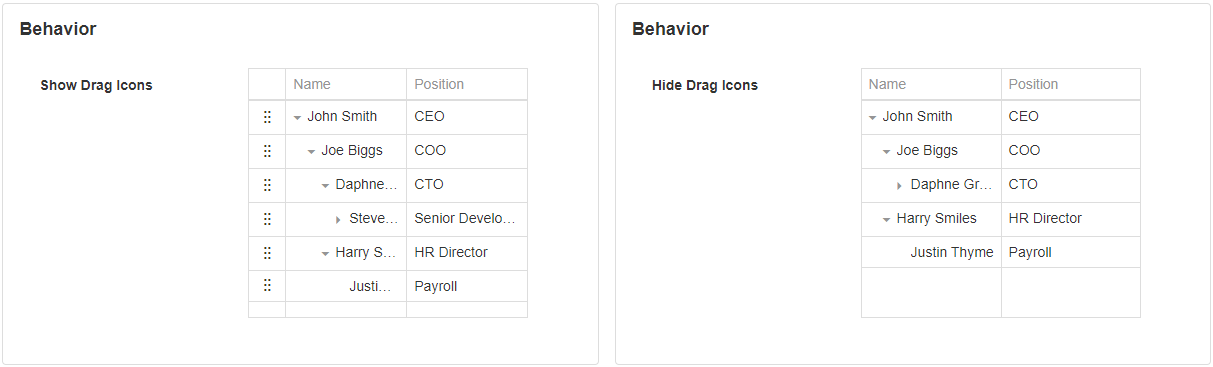 Behavior
Show Drag Icons
Name Position
John Smith CEO
Joe Biggs COO
Daphne... CTO
Steve... Senior Develo...
Harry S... HR Director
Justi... Payroll
Behavior
Hide Drag Icons
Name Position
John Smith CEO
Joe Biggs COO
Daphne Gr... CTO
Harry Smiles HR Director
Justin Thyme Payroll